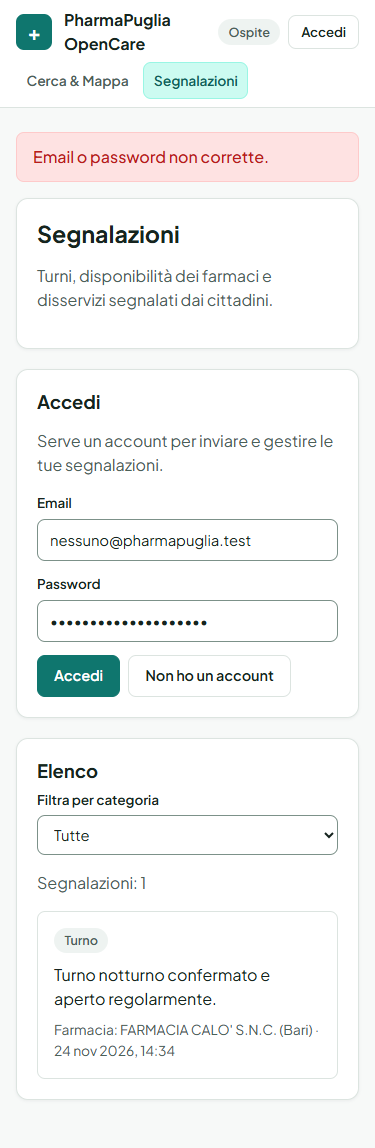 PharmaPuglia
OpenCare
Ospite
Accedi
Cerca & Mappa
Segnalazioni
Email o password non corrette.
Segnalazioni
Turni, disponibilità dei farmaci e
disservizi segnalati dai cittadini.
Accedi
Serve un account per inviare e gestire le
tue segnalazioni.
Email
nessuno@pharmapuglia.test
Password
••••••••••••••••••••
Accedi
Non ho un account
Elenco
Filtra per categoria
Tutte
Segnalazioni: 1
Turno
Turno notturno confermato e
aperto regolarmente.
Farmacia: FARMACIA CALO' S.N.C. (Bari) ·
24 nov 2026, 14:34